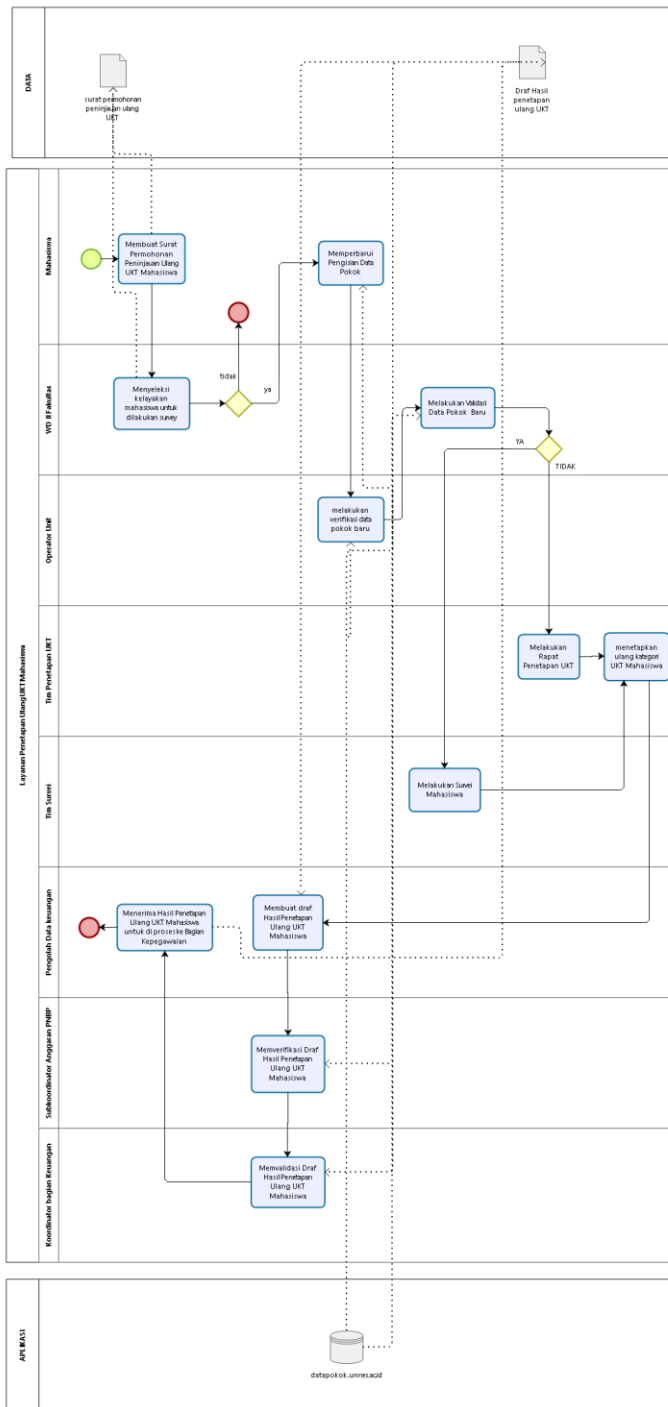 DATA
surat permohonan
peninjauan ulang
UKT
Draf Hasil
penetapan
ulang UKT
Layanan Penetapan Ulang UKT Mahasiswa
Mahasiswa
Membuat Surat
Permohonan
Peninjauan Ulang
UKT Mahasiswa
Memperbarui
Pengisian Data
Pokok
WD II Fakultas
Menyeleksi
kelayakan
mahasiswa untuk
dilakukan survey
tidak
ya
Melakukan Validasi
Data Pokok Baru
YA
TIDAK
Operator Unit
melakukan
verifikasi data
pokok baru
Tim Penetapan UKT
Melakukan
Rapat
Penetapan UKT
menetapkan
ulang kategori
UKT Mahasiswa
Tim Survei
Melakukan Survei
Mahasiswa
Pengolah Data keuangan
Menerima Hasil Penetapan
Ulang UKT Mahasiswa
untuk di proses ke Bagian
Kepegawaian
Membuat draf
Hasil Penetapan
Ulang UKT
Mahasiswa
Subkoordinator Anggaran PNBP
Memverifikasi Draf
Hasil Penetapan
Ulang UKT
Mahasiswa
Koordinator bagian Keuangan
Memvalidasi Draf
Hasil Penetapan
Ulang UKT
Mahasiswa
APLIKASI
datapokok.unnes.ac.id